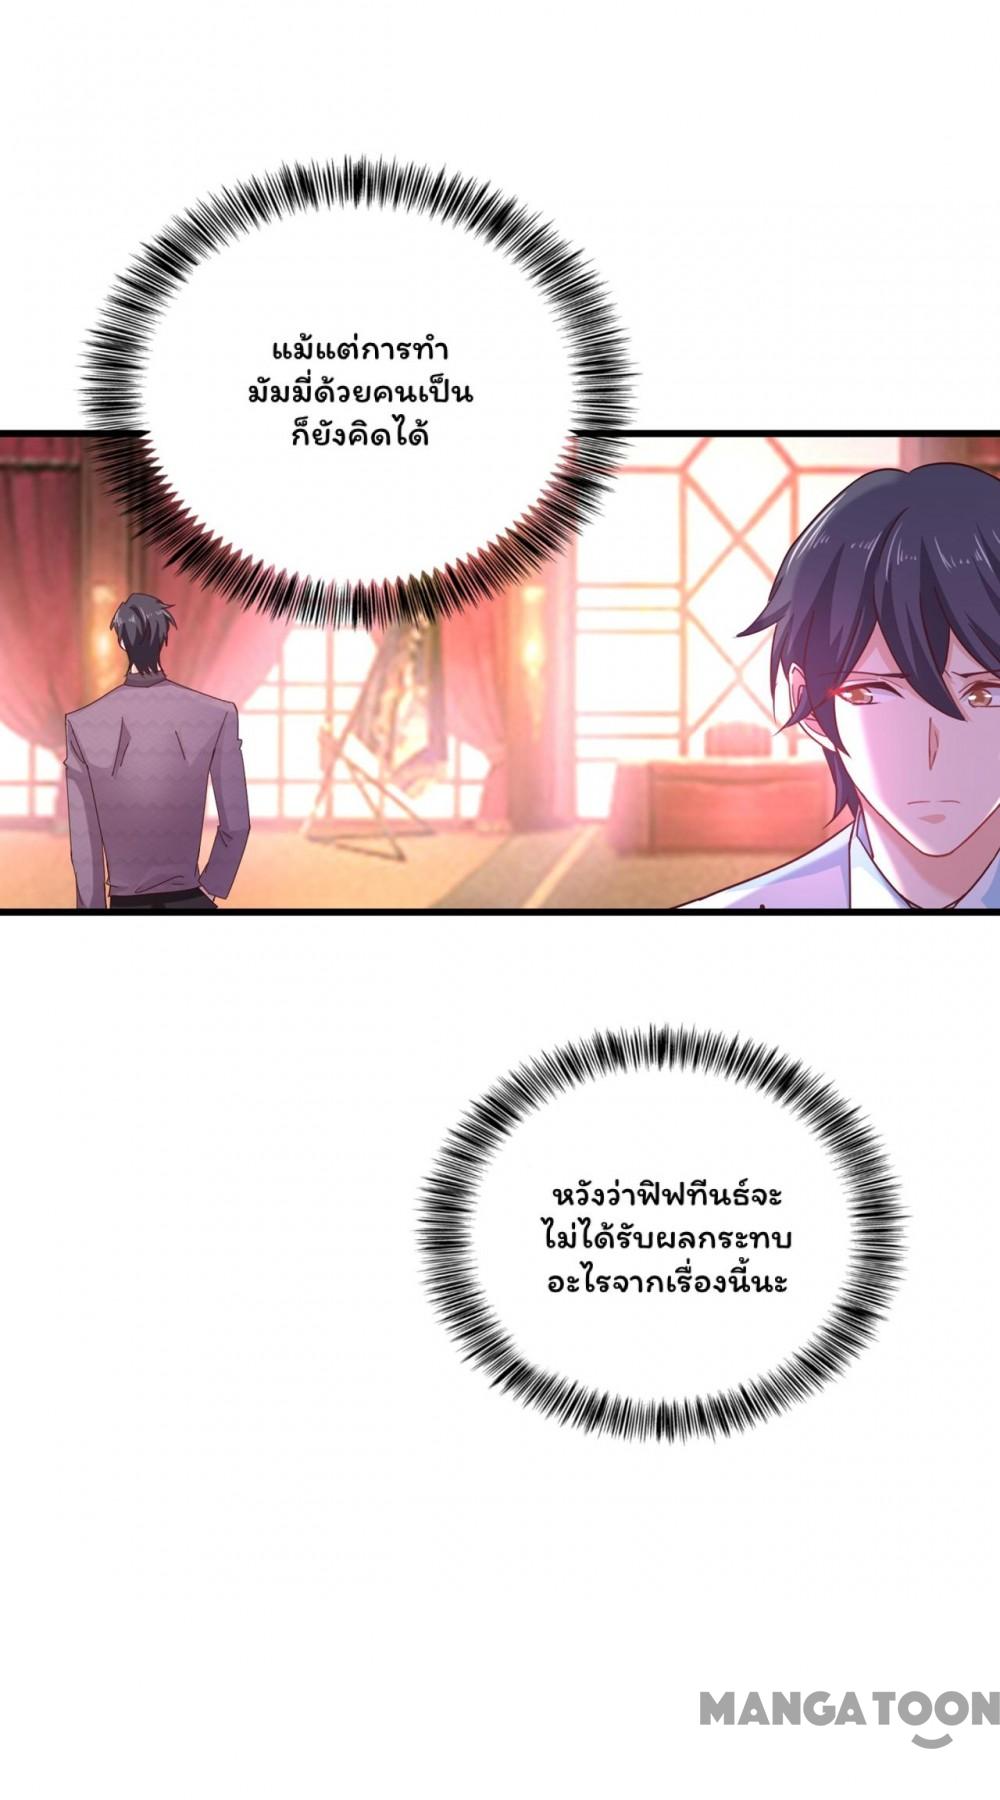 แม้แต่การทำ
มัมมี่ด้วยคนเป็น
ก็ยังคิดได้
หวังว่าฟิฟทีนธ์จะ
ไม่ได้รับผลกระทบ
อะไรจากเรื่องนี้นะ
MANGATOON